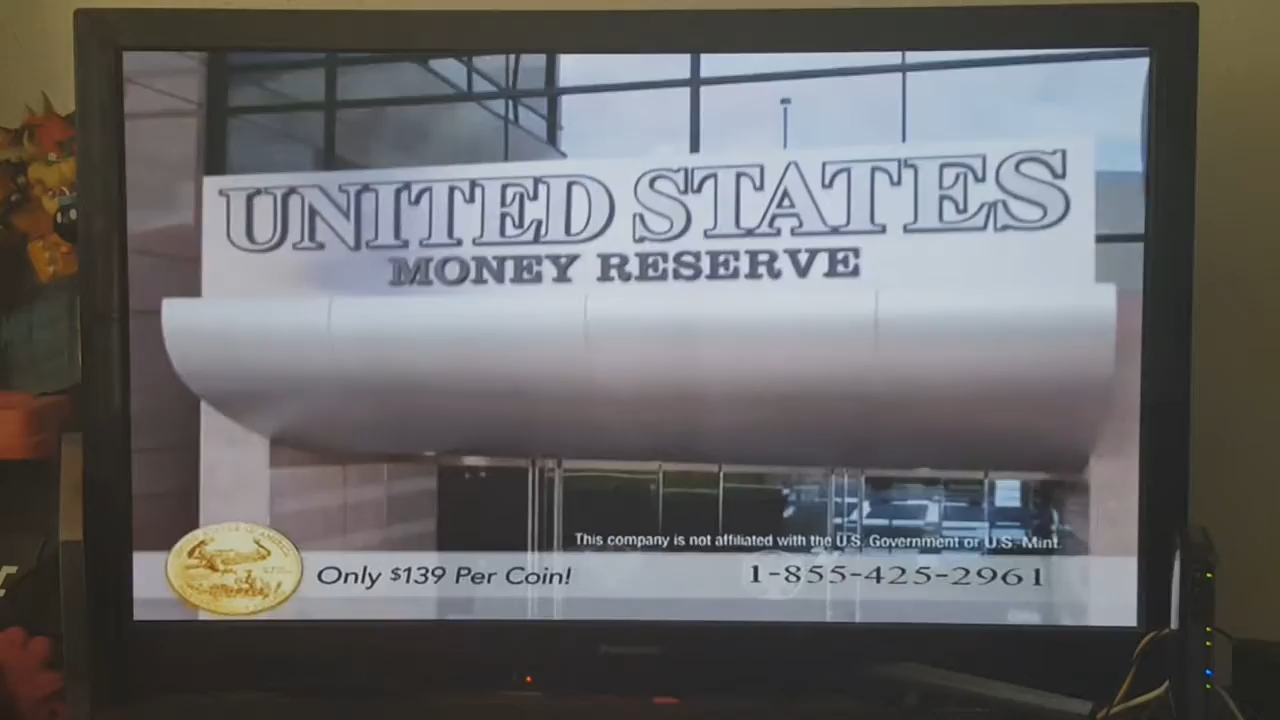 UNITED STATES
MONEY RESERVE
This company is not affiliated with the U.S. Government or U.S. Mint.
Only $139 Per Coin!
1-855-425-2961